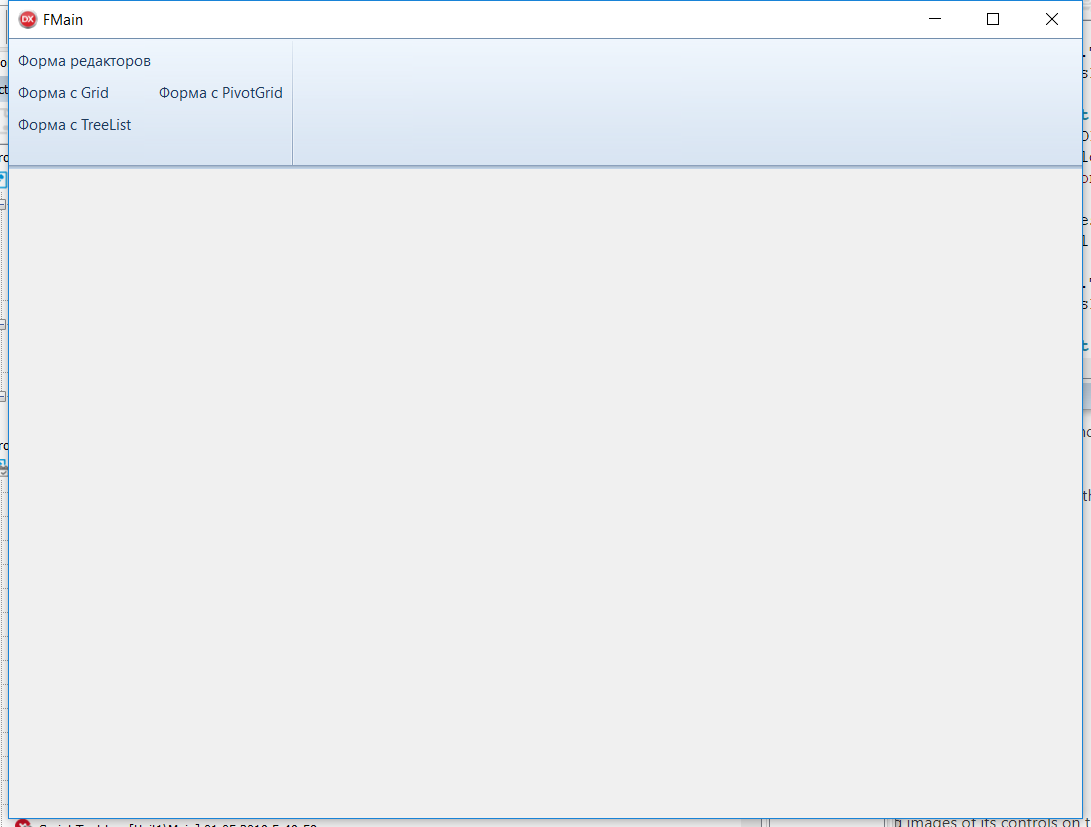 DX FMain
Форма редакторов
Форма с Grid Форма с PivotGrid
Форма с TreeList
images of its controls on